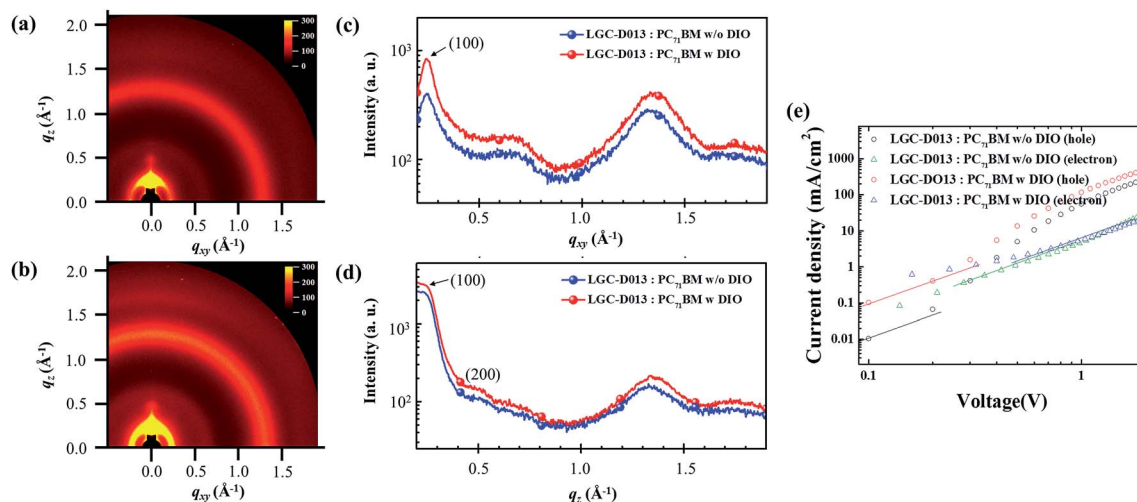 (a)
2.0
1.5
1.0
0.5
0.0
qz (Å-1)
300
200
100
0
0.0 0.5 1.0 1.5
qxy (Å-1)
(b)
2.0
1.5
1.0
0.5
0.0
qz (Å-1)
300
200
100
0
0.0 0.5 1.0 1.5
qxy (Å-1)
(c)
Intensity (a. u.)
10³
10²
(100)
LGC-D013 : PC71BM w/o DIO
LGC-D013 : PC71BM w DIO
0.5 1.0 1.5
qxy (Å-1)
(d)
Intensity (a. u.)
10³
10²
(100)
(200)
LGC-D013 : PC71BM w/o DIO
LGC-D013 : PC71BM w DIO
0.5 1.0 1.5
qz (Å-1)
(e)
Current density (mA/cm²)
1000
100
10
1
0.1
0.01
LGC-D013 : PC71BM w/o DIO (hole)
LGC-D013 : PC71BM w/o DIO (electron)
LGC-DO13 : PC71BM w DIO (hole)
LGC-D013 : PC71BM w DIO (electron)
0.1 1
Voltage(V)